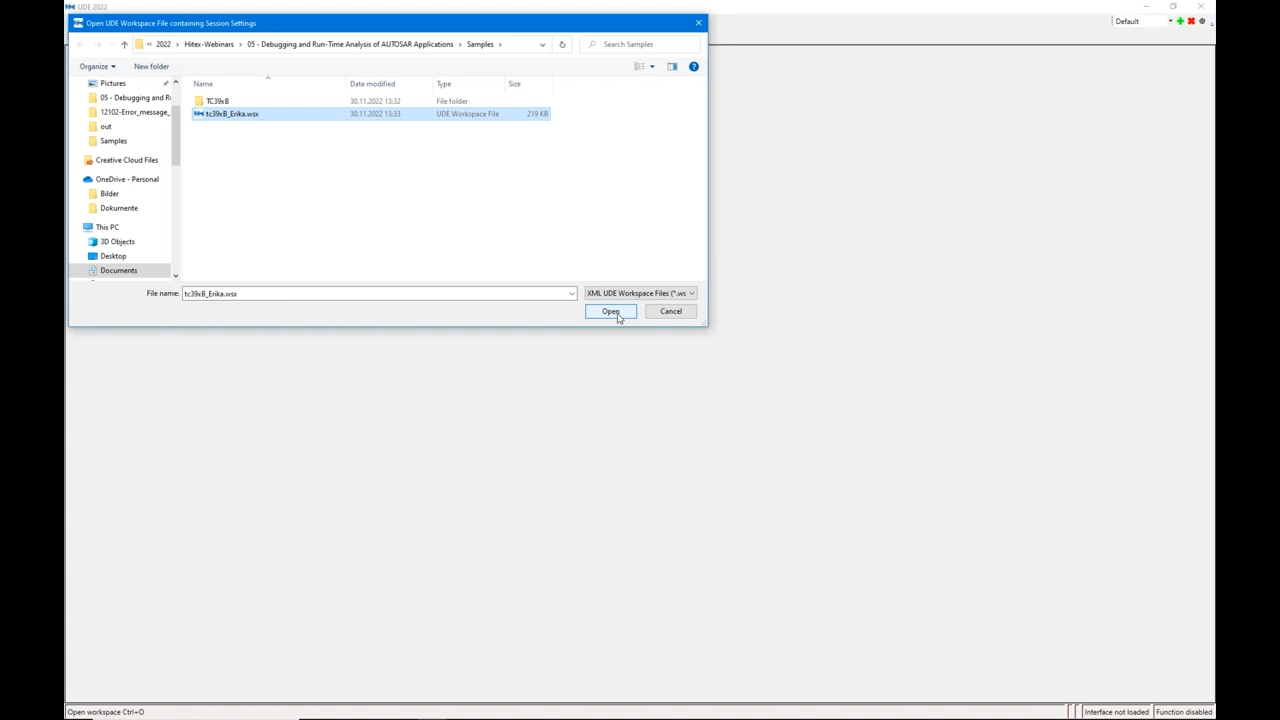 UDE 2022
Open UDE Workspace File containing Session Settings
Default
« 2022 > Hitex-Webinars > 05 - Debugging and Run-Time Analysis of AUTOSAR Applications > Samples >
Search Samples
Organize
New folder
Name
Date modified
Type
Size
Pictures
05 - Debugging and R
12102-Error_message_
out
Samples
Creative Cloud Files
OneDrive - Personal
Bilder
Dokumente
This PC
3D Objects
Desktop
Documents
TC39xB 30.11.2022 13:32 File folder
tc39xB_Erika.wsx 30.11.2022 13:33 UDE Workspace File 219 KB
File name: tc39xB_Erika.wsx
XML UDE Workspace Files (*.ws
Open
Cancel
Open workspace Ctrl+O
Interface not loaded
Function disabled